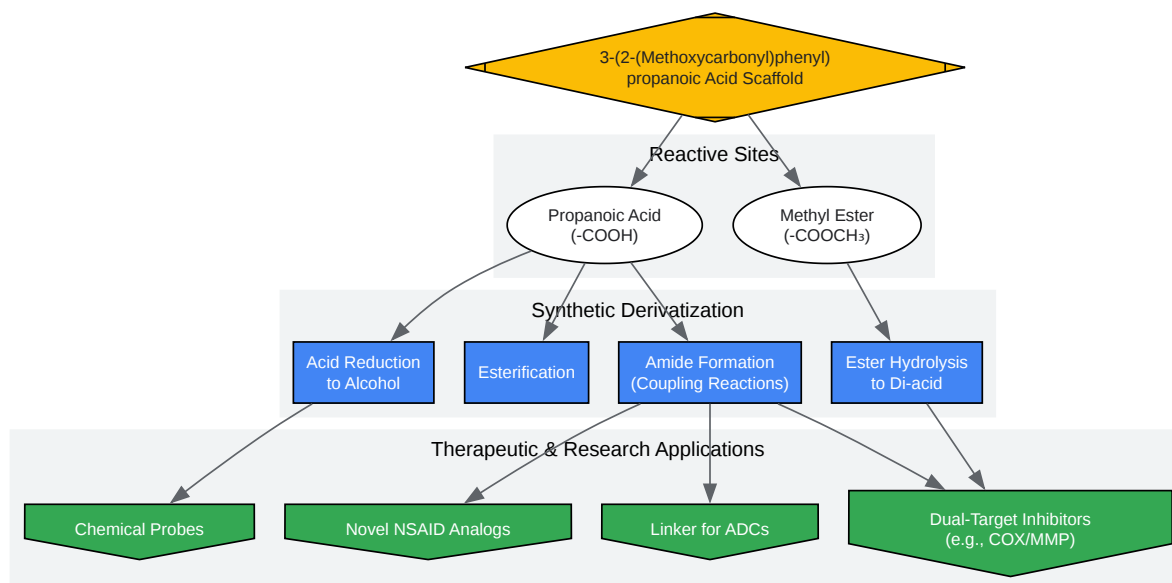 3-(2-(Methoxycarbonyl)phenyl)
propanoic Acid Scaffold
Reactive Sites
Propanoic Acid
(-COOH)
Methyl Ester
(-COOCH₃)
Synthetic Derivatization
Acid Reduction
to Alcohol
Esterification
Amide Formation
(Coupling Reactions)
Ester Hydrolysis
to Di-acid
Therapeutic & Research Applications
Chemical Probes
Novel NSAID Analogs
Linker for ADCs
Dual-Target Inhibitors
(e.g., COX/MMP)